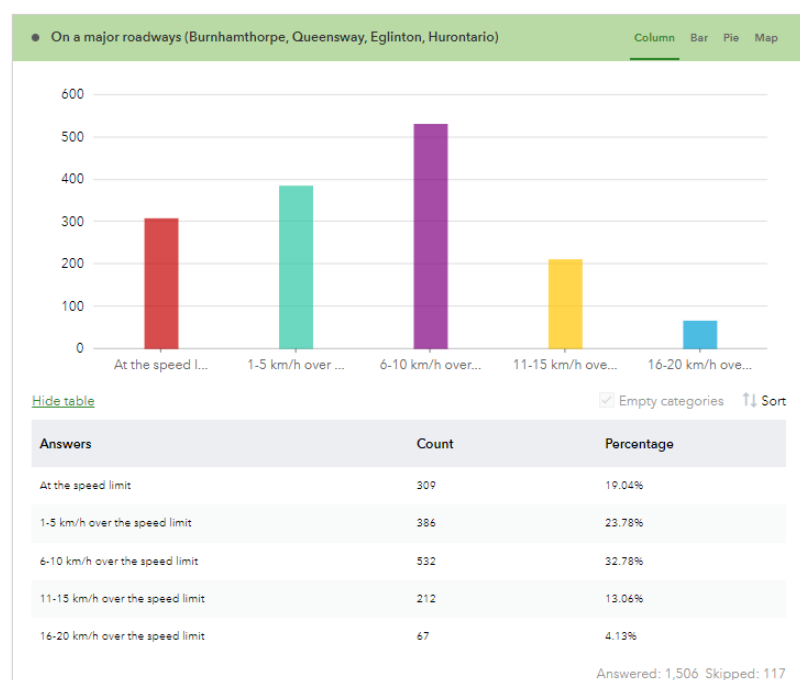 ● On a major roadways (Burnhamthorpe, Queensway, Eglinton, Hurontario) Column Bar Pie Map
600
500
400
300
200
100
0
At the speed l... 1-5 km/h over ... 6-10 km/h over... 11-15 km/h ove... 16-20 km/h ove...
Hide table Empty categories Sort
Answers Count Percentage
At the speed limit 309 19.04%
1-5 km/h over the speed limit 386 23.78%
6-10 km/h over the speed limit 532 32.78%
11-15 km/h over the speed limit 212 13.06%
16-20 km/h over the speed limit 67 4.13%
Answered: 1,506 Skipped: 117